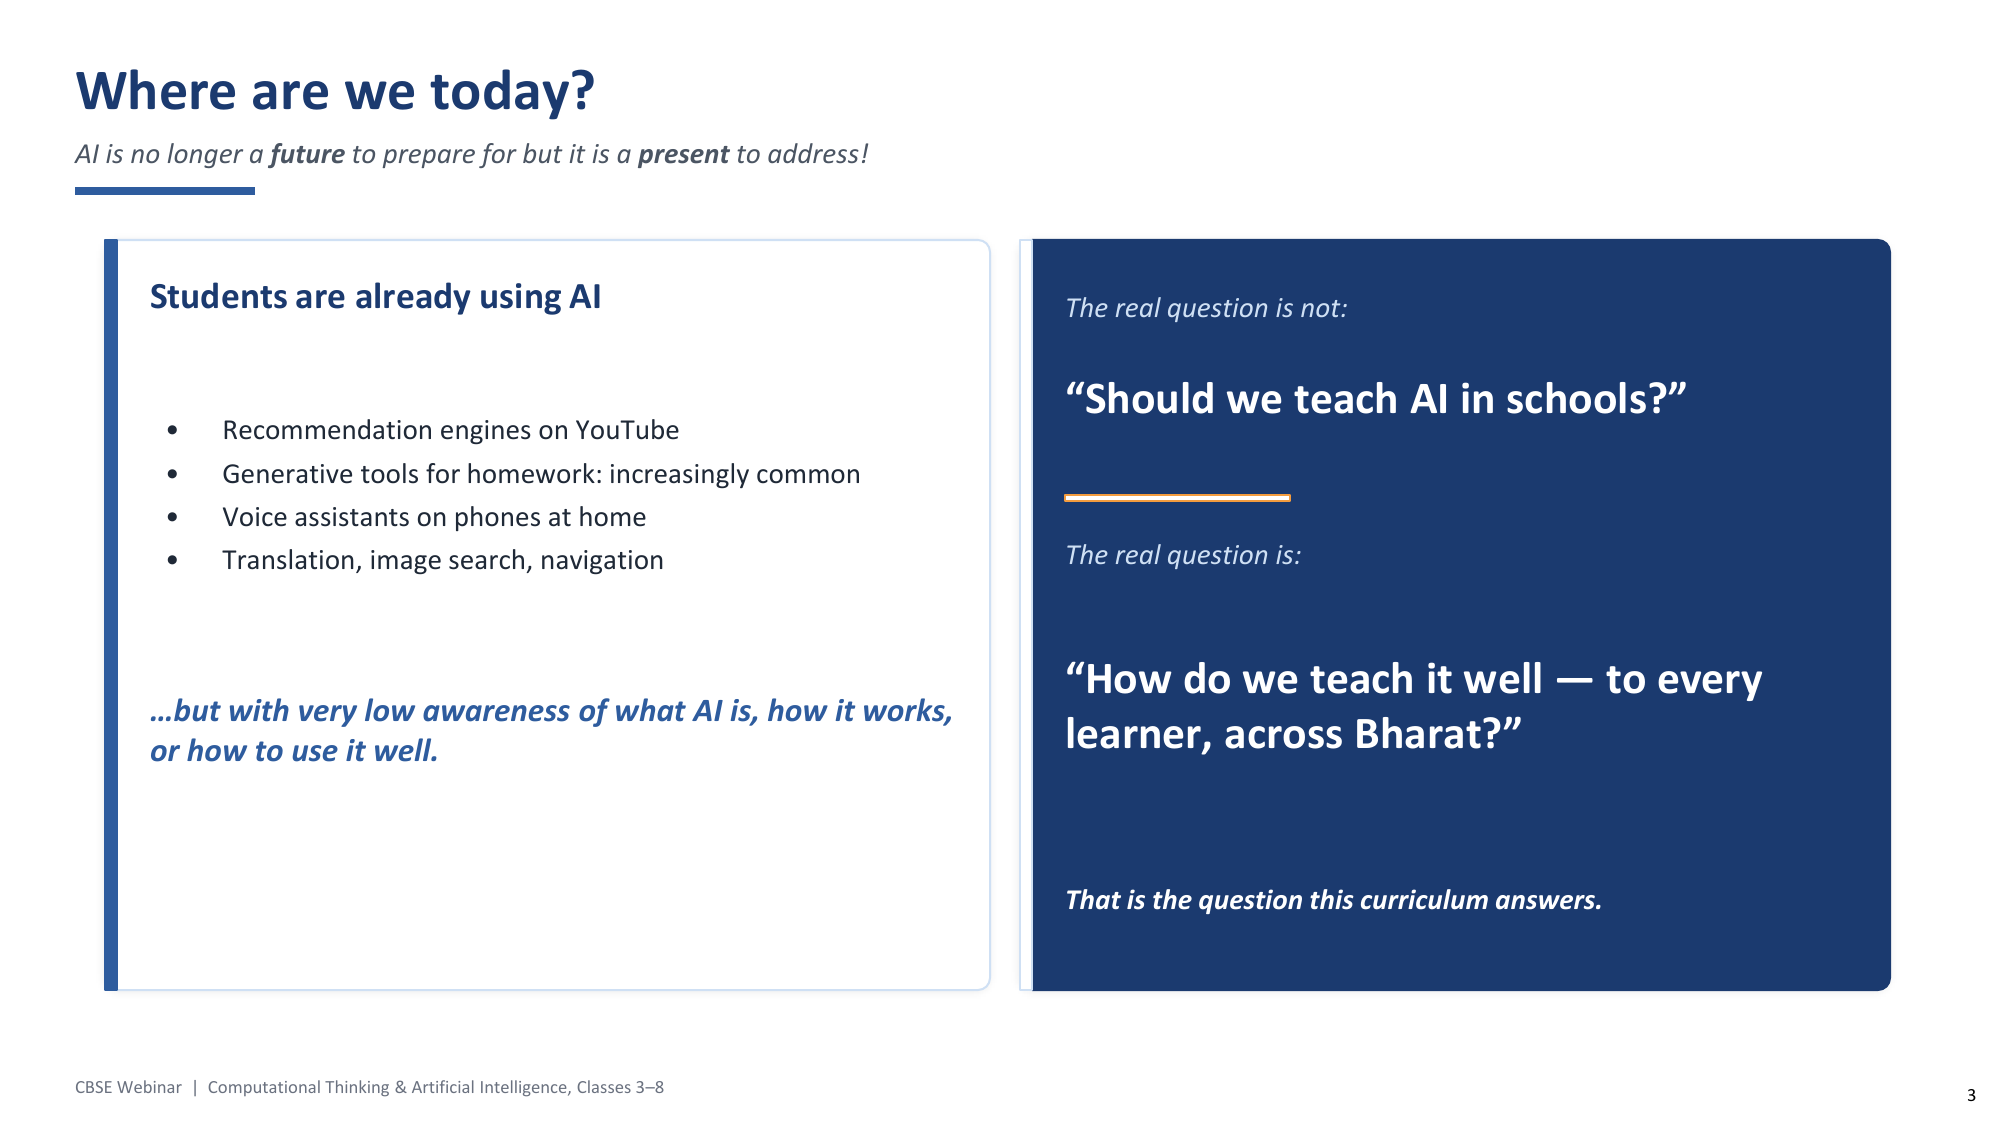 Where are we today?
AI is no longer a future to prepare for but it is a present to address!
Students are already using AI
• Recommendation engines on YouTube
• Generative tools for homework: increasingly common
• Voice assistants on phones at home
• Translation, image search, navigation
…but with very low awareness of what AI is, how it works,
or how to use it well.
The real question is not:
“Should we teach AI in schools?”
The real question is:
“How do we teach it well — to every
learner, across Bharat?”
That is the question this curriculum answers.
CBSE Webinar | Computational Thinking & Artificial Intelligence, Classes 3–8
3